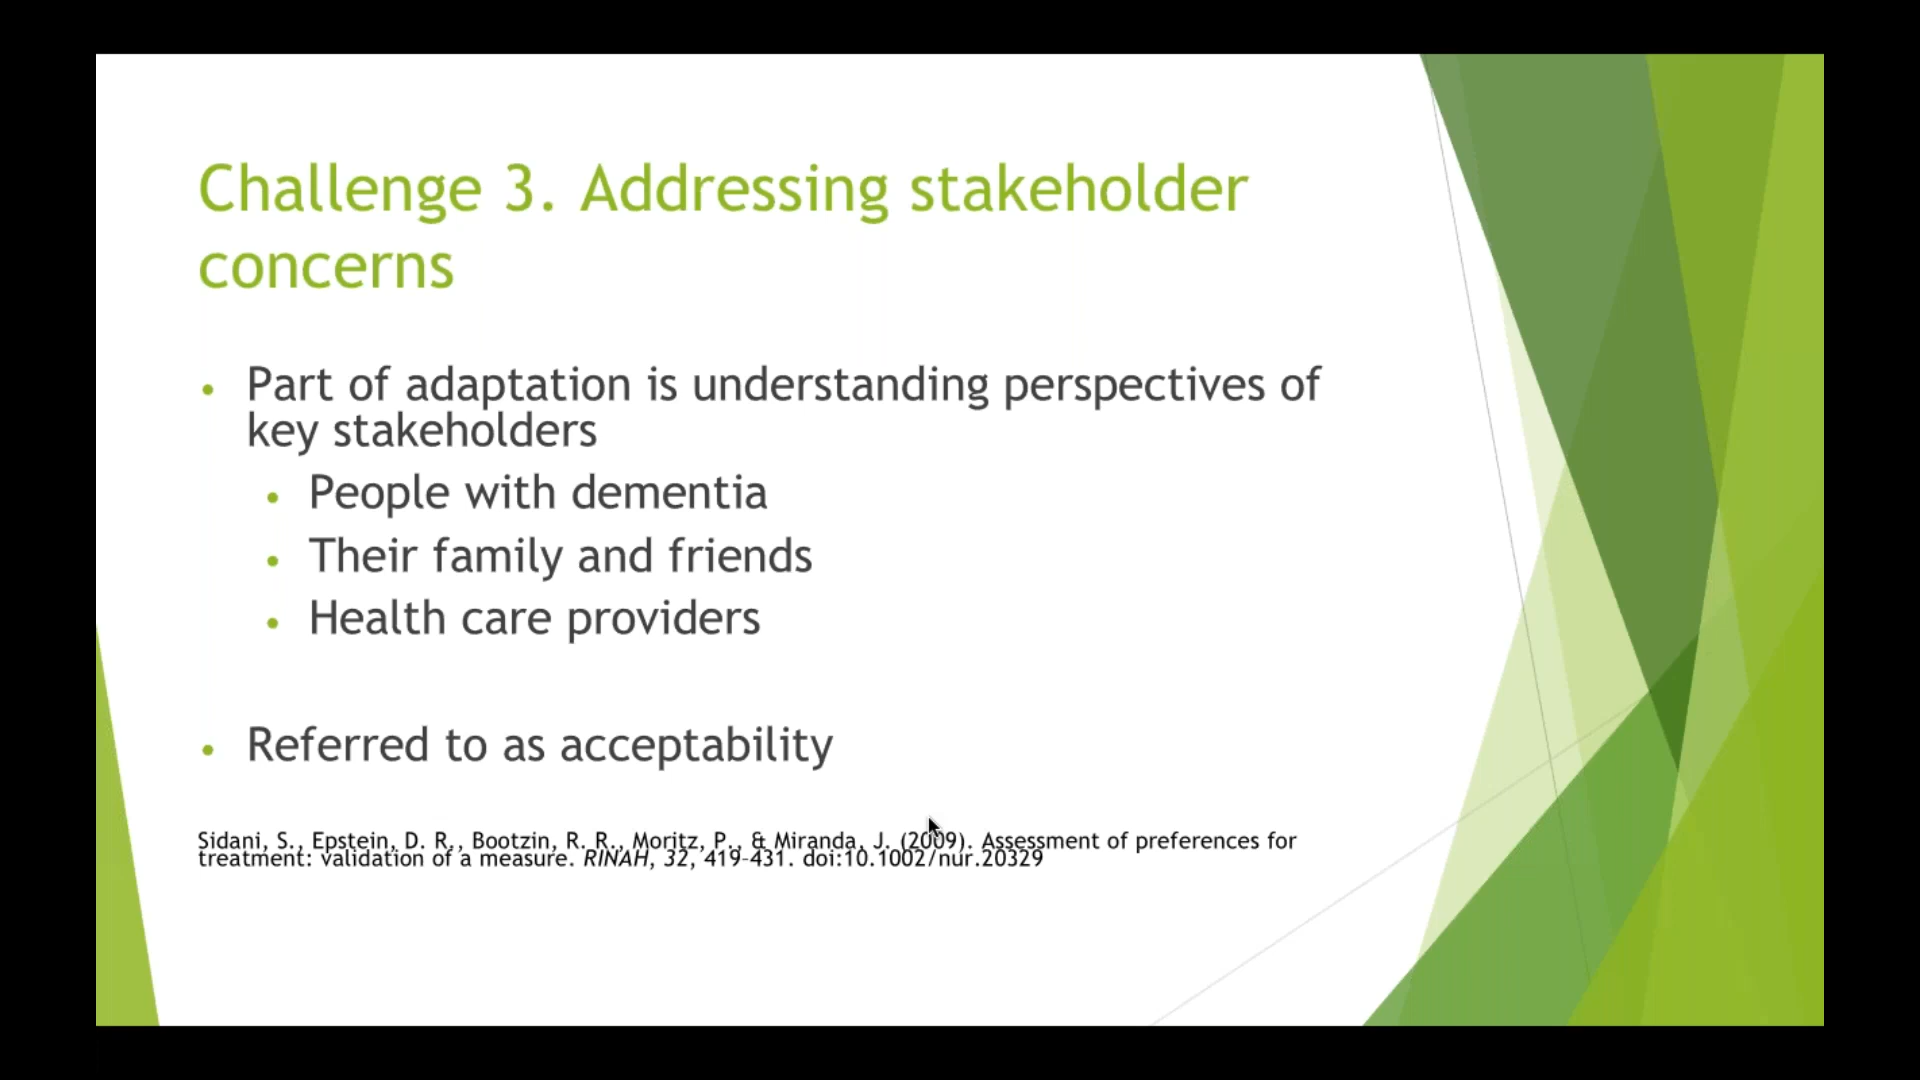 Challenge 3. Addressing stakeholder
concerns
• Part of adaptation is understanding perspectives of
key stakeholders
• People with dementia
• Their family and friends
• Health care providers
• Referred to as acceptability
Sidani, S., Epstein, D. R., Bootzin, R. R., Moritz, P., & Miranda, J. (2009). Assessment of preferences for
treatment: validation of a measure. RINAH, 32, 419-431. doi:10.1002/nur.20329